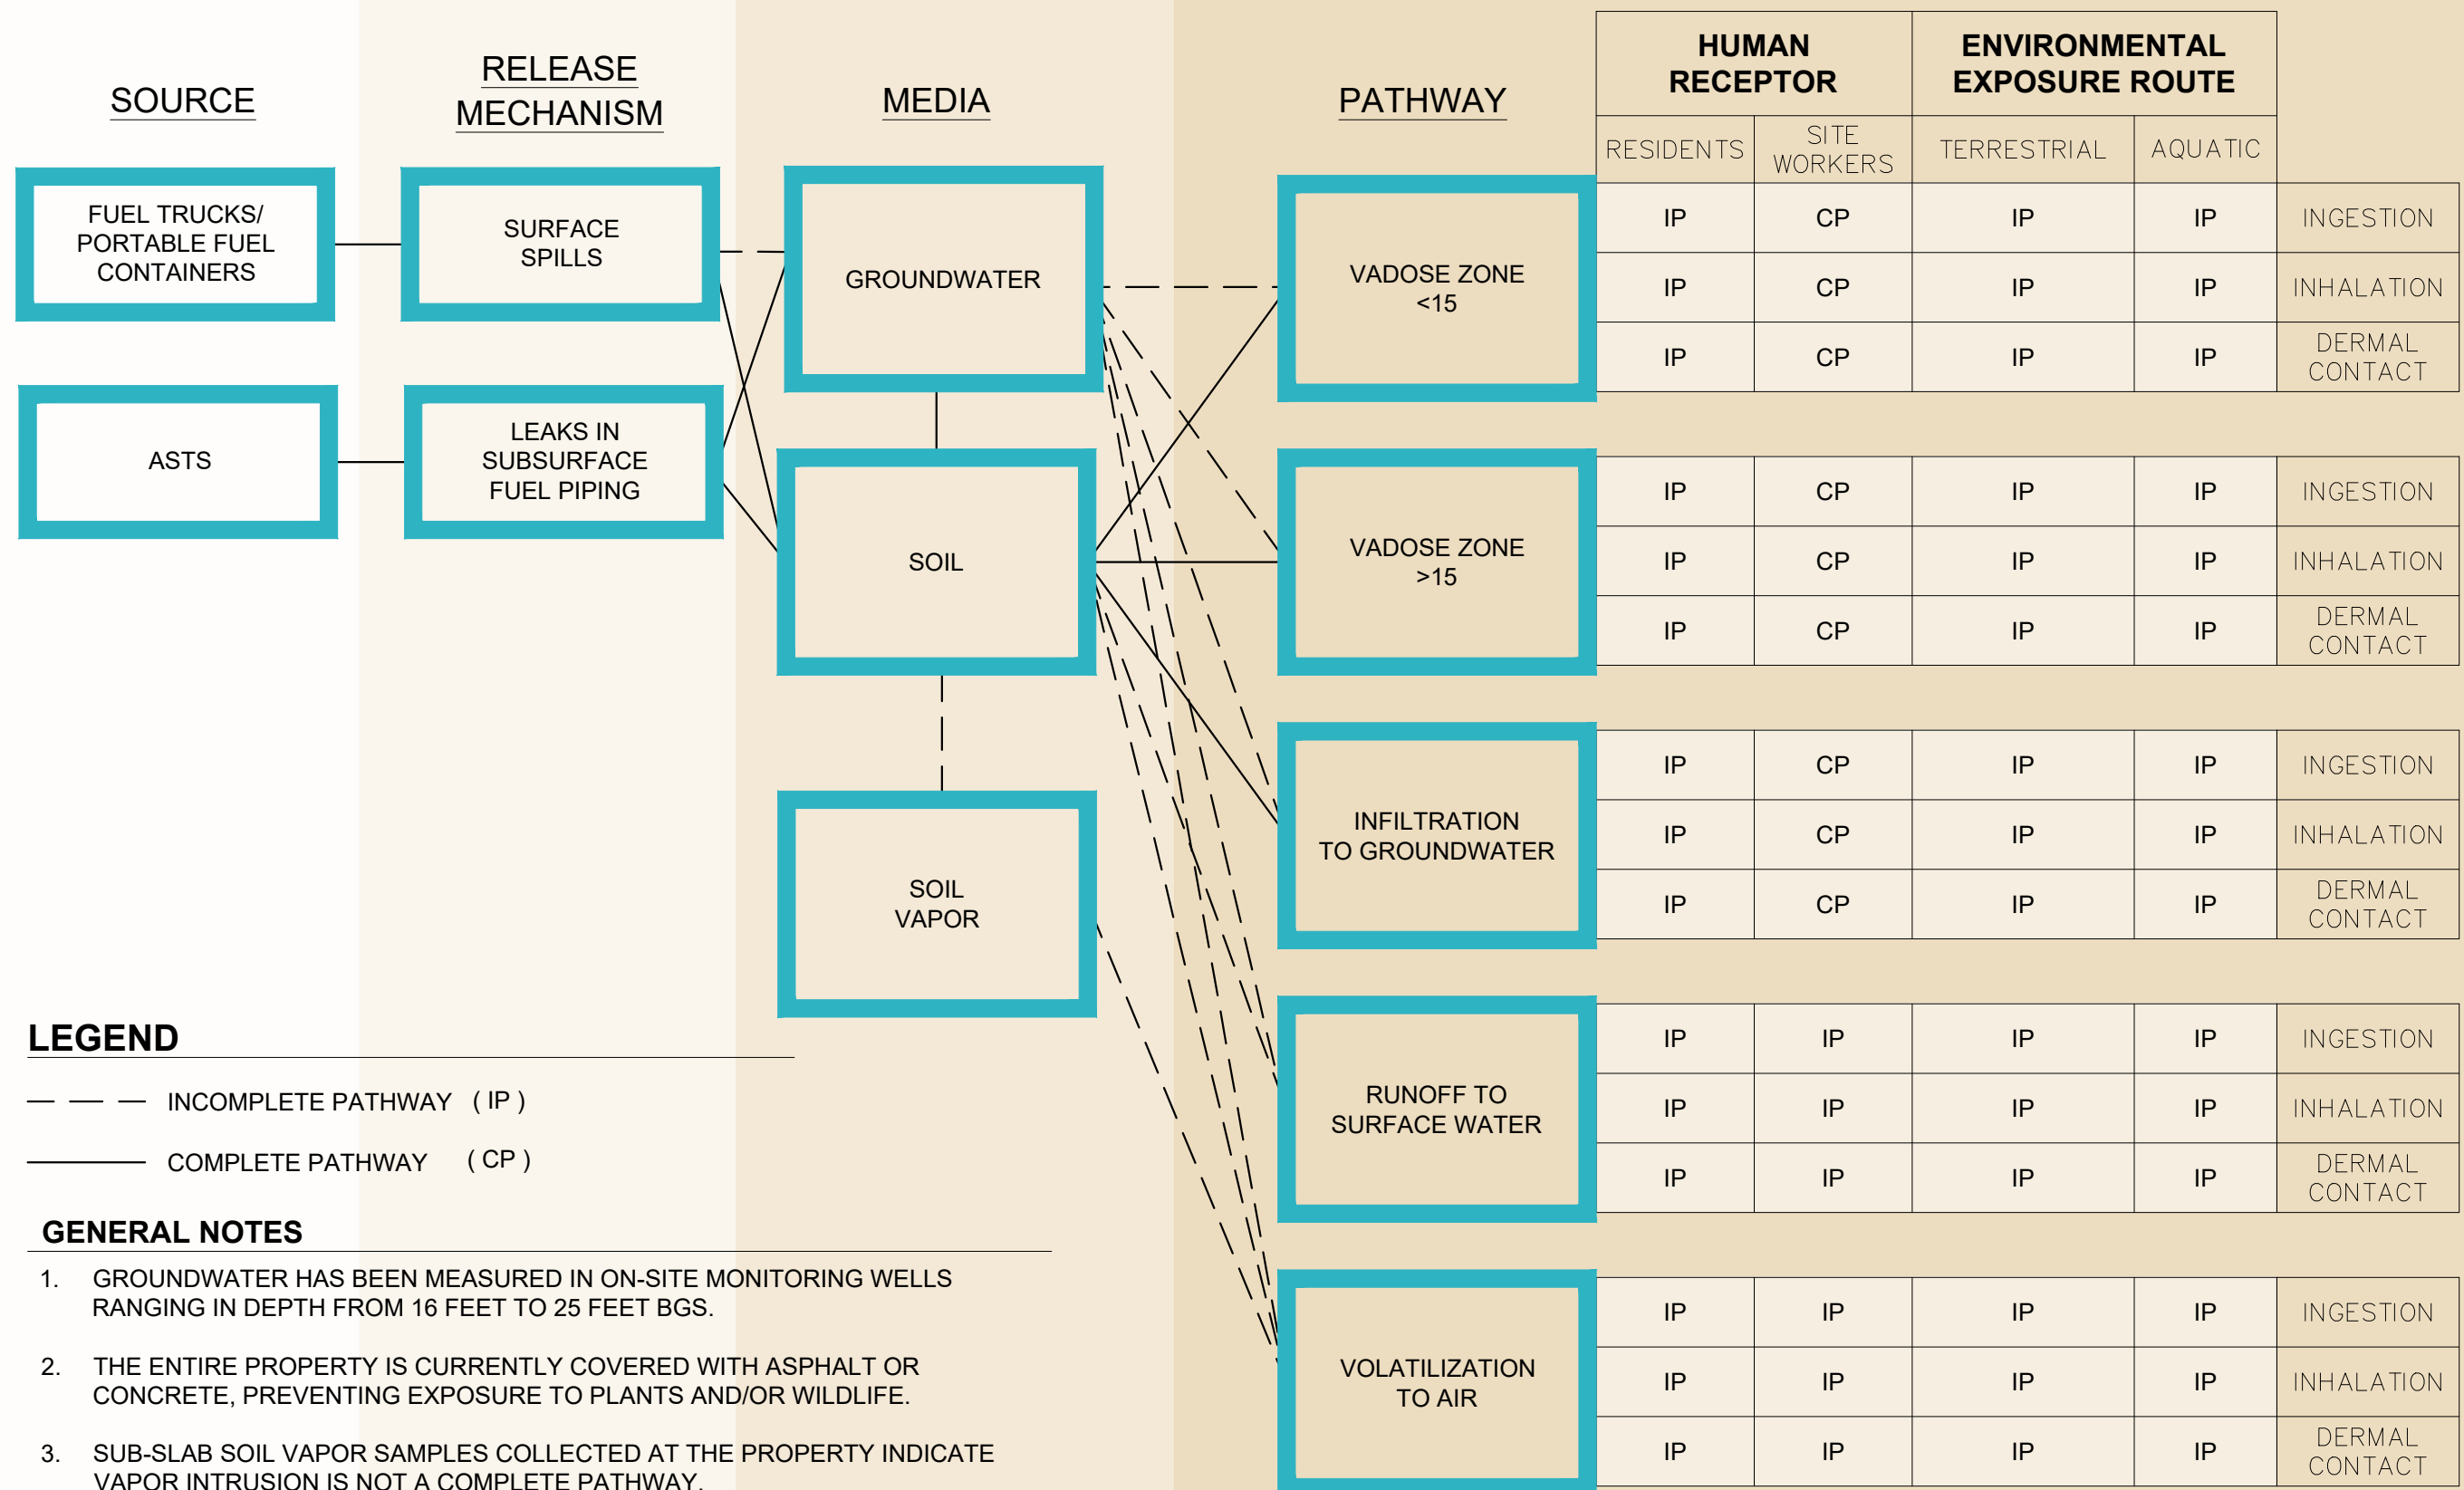 SOURCE
RELEASE
MECHANISM
MEDIA
PATHWAY
HUMAN
RECEPTOR
ENVIRONMENTAL
EXPOSURE ROUTE
RESIDENTS
SITE
WORKERS
TERRESTRIAL
AQUATIC
FUEL TRUCKS/
PORTABLE FUEL
CONTAINERS
SURFACE
SPILLS
GROUNDWATER
VADOSE ZONE
<15
IP CP IP IP INGESTION
IP CP IP IP INHALATION
IP CP IP IP DERMAL
CONTACT
ASTS
LEAKS IN
SUBSURFACE
FUEL PIPING
SOIL
VADOSE ZONE
>15
IP CP IP IP INGESTION
IP CP IP IP INHALATION
IP CP IP IP DERMAL
CONTACT
SOIL
VAPOR
INFILTRATION
TO GROUNDWATER
IP CP IP IP INGESTION
IP CP IP IP INHALATION
IP CP IP IP DERMAL
CONTACT
RUNOFF TO
SURFACE WATER
IP IP IP IP INGESTION
IP IP IP IP INHALATION
IP IP IP IP DERMAL
CONTACT
VOLATILIZATION
TO AIR
IP IP IP IP INGESTION
IP IP IP IP INHALATION
IP IP IP IP DERMAL
CONTACT
LEGEND
INCOMPLETE PATHWAY ( IP )
COMPLETE PATHWAY ( CP )
GENERAL NOTES
1. GROUNDWATER HAS BEEN MEASURED IN ON-SITE MONITORING WELLS
RANGING IN DEPTH FROM 16 FEET TO 25 FEET BGS.
2. THE ENTIRE PROPERTY IS CURRENTLY COVERED WITH ASPHALT OR
CONCRETE, PREVENTING EXPOSURE TO PLANTS AND/OR WILDLIFE.
3. SUB-SLAB SOIL VAPOR SAMPLES COLLECTED AT THE PROPERTY INDICATE
VAPOR INTRUSION IS NOT A COMPLETE PATHWAY.